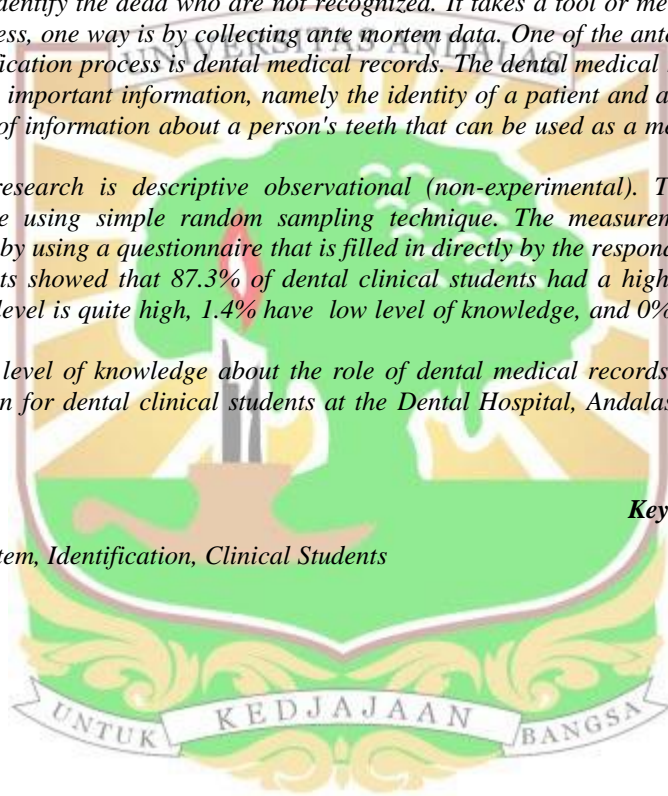 identify the dead who are not recognized. It takes a tool or me
ess, one way is by collecting ante mortem data. One of the ante
UNIVERSITAS ANDALAS
fication process is dental medical records. The dental medical
important information, namely the identity of a patient and a
of information about a person's teeth that can be used as a ma
research is descriptive observational (non-experimental). T
e using simple random sampling technique. The measurem
by using a questionnaire that is filled in directly by the respond
ts showed that 87.3% of dental clinical students had a high
level is quite high, 1.4% have low level of knowledge, and 0%
level of knowledge about the role of dental medical records
n for dental clinical students at the Dental Hospital, Andalas
Key
tem, Identification, Clinical Students
UNTUK KEDJAJAAN BANGSA